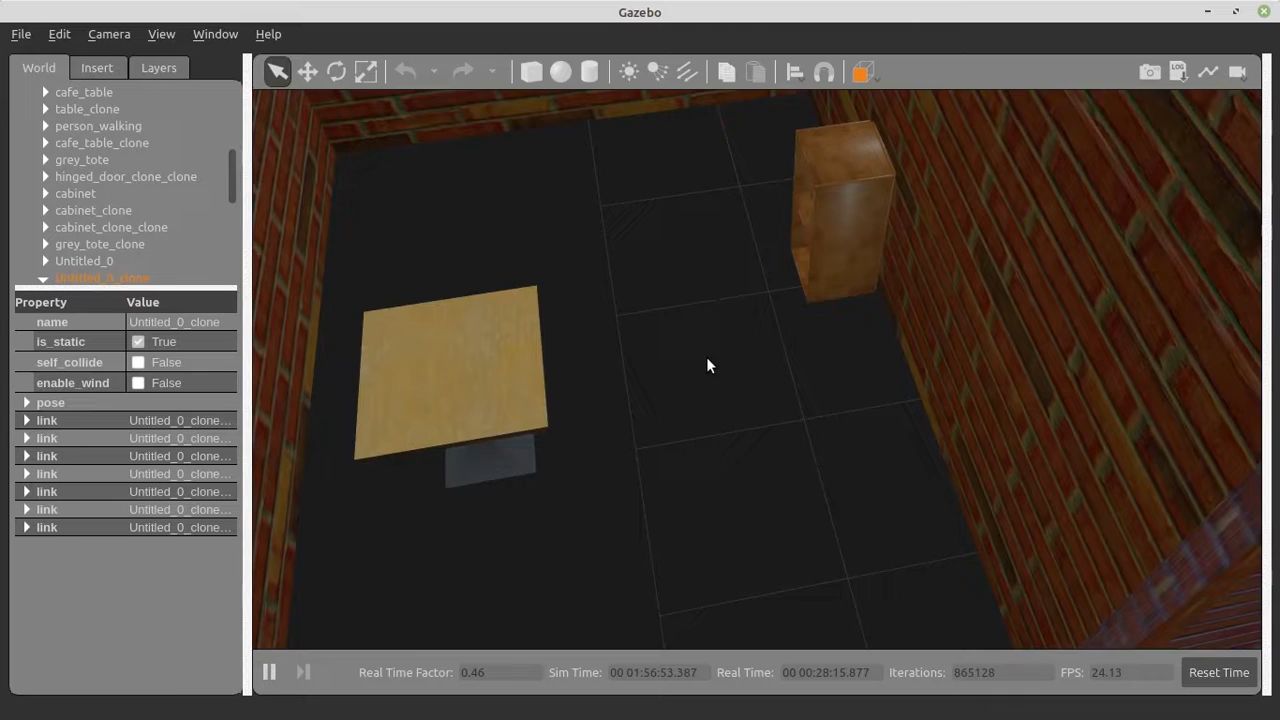 Gazebo
File Edit Camera View Window Help
World Insert Layers
cafe_table
table_clone
person_walking
cafe_table_clone
grey_tote
hinged_door_clone_clone
cabinet
cabinet_clone
cabinet_clone_clone
grey_tote_clone
Untitled_0
Untitled_0_clone
Property Value
name Untitled_0_clone
is_static True
self_collide False
enable_wind False
pose
link Untitled_0_clone...
link Untitled_0_clone...
link Untitled_0_clone...
link Untitled_0_clone...
link Untitled_0_clone...
link Untitled_0_clone...
link Untitled_0_clone...
LOG
Real Time Factor: 0.46 Sim Time: 00 01:56:53.387 Real Time: 00 00:28:15.877 Iterations: 865128 FPS: 24.13 Reset Time